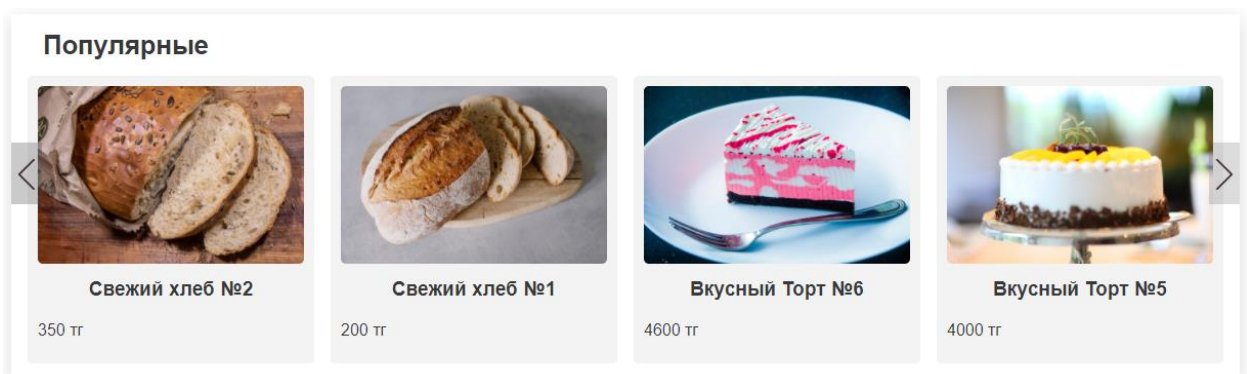 Популярные
Свежий хлеб №2
350 тг
Свежий хлеб №1
200 тг
Вкусный Торт №6
4600 тг
Вкусный Торт №5
4000 тг